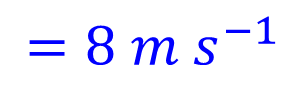 = 8 m s⁻¹